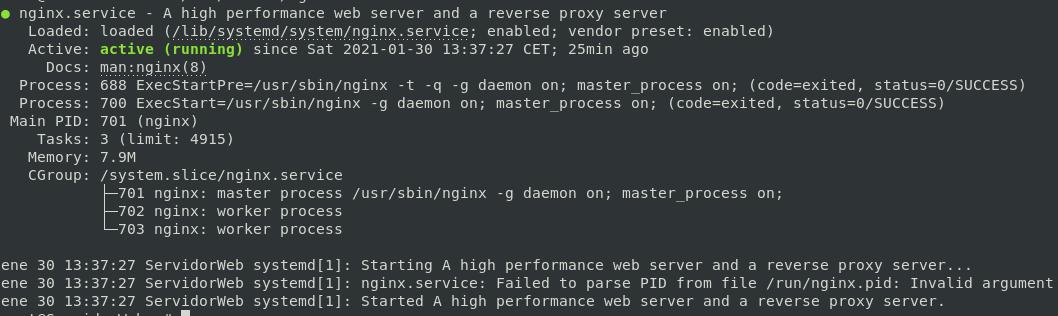 ● nginx.service - A high performance web server and a reverse proxy server
Loaded: loaded (/lib/systemd/system/nginx.service; enabled; vendor preset: enabled)
Active: active (running) since Sat 2021-01-30 13:37:27 CET; 25min ago
Docs: man:nginx(8)
Process: 688 ExecStartPre=/usr/sbin/nginx -t -q -g daemon on; master_process on; (code=exited, status=0/SUCCESS)
Process: 700 ExecStart=/usr/sbin/nginx -g daemon on; master_process on; (code=exited, status=0/SUCCESS)
Main PID: 701 (nginx)
Tasks: 3 (limit: 4915)
Memory: 7.9M
CGroup: /system.slice/nginx.service
├─701 nginx: master process /usr/sbin/nginx -g daemon on; master_process on;
├─702 nginx: worker process
└─703 nginx: worker process
ene 30 13:37:27 ServidorWeb systemd[1]: Starting A high performance web server and a reverse proxy server...
ene 30 13:37:27 ServidorWeb systemd[1]: nginx.service: Failed to parse PID from file /run/nginx.pid: Invalid argument
ene 30 13:37:27 ServidorWeb systemd[1]: Started A high performance web server and a reverse proxy server.